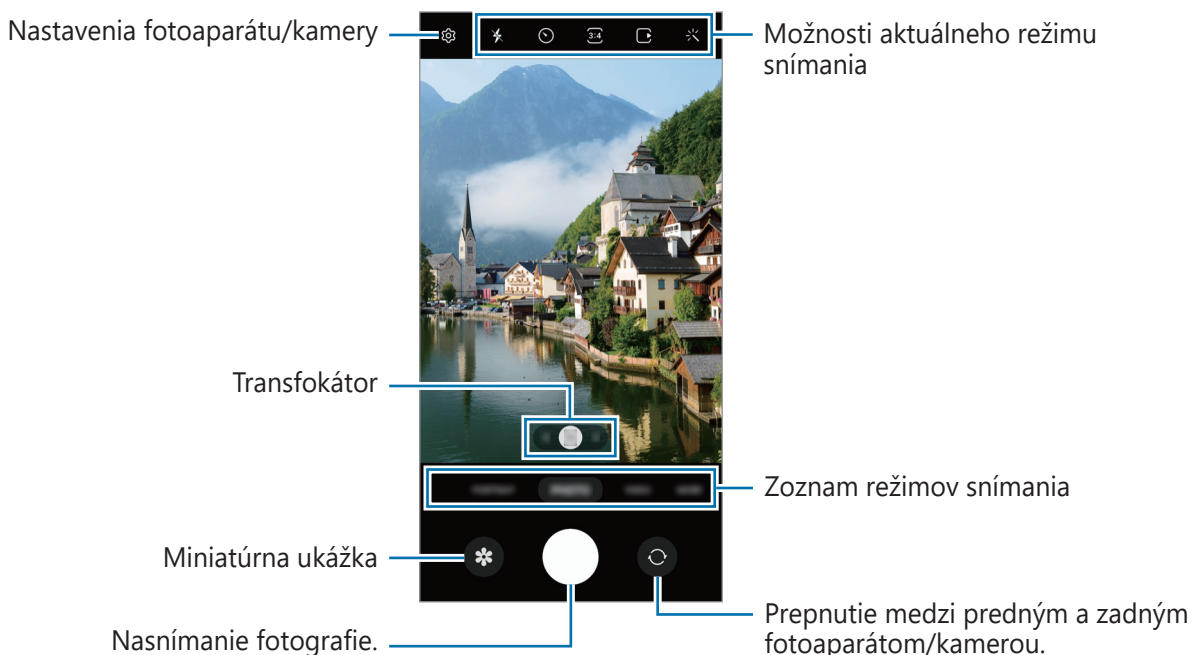 Nastavenia fotoaparátu/kamery
3:4
Možnosti aktuálneho režimu
snímania
Transfokátor
Zoznam režimov snímania
Miniatúrna ukážka
Nasnímanie fotografie.
Prepnutie medzi predným a zadným
fotoaparátom/kamerou.